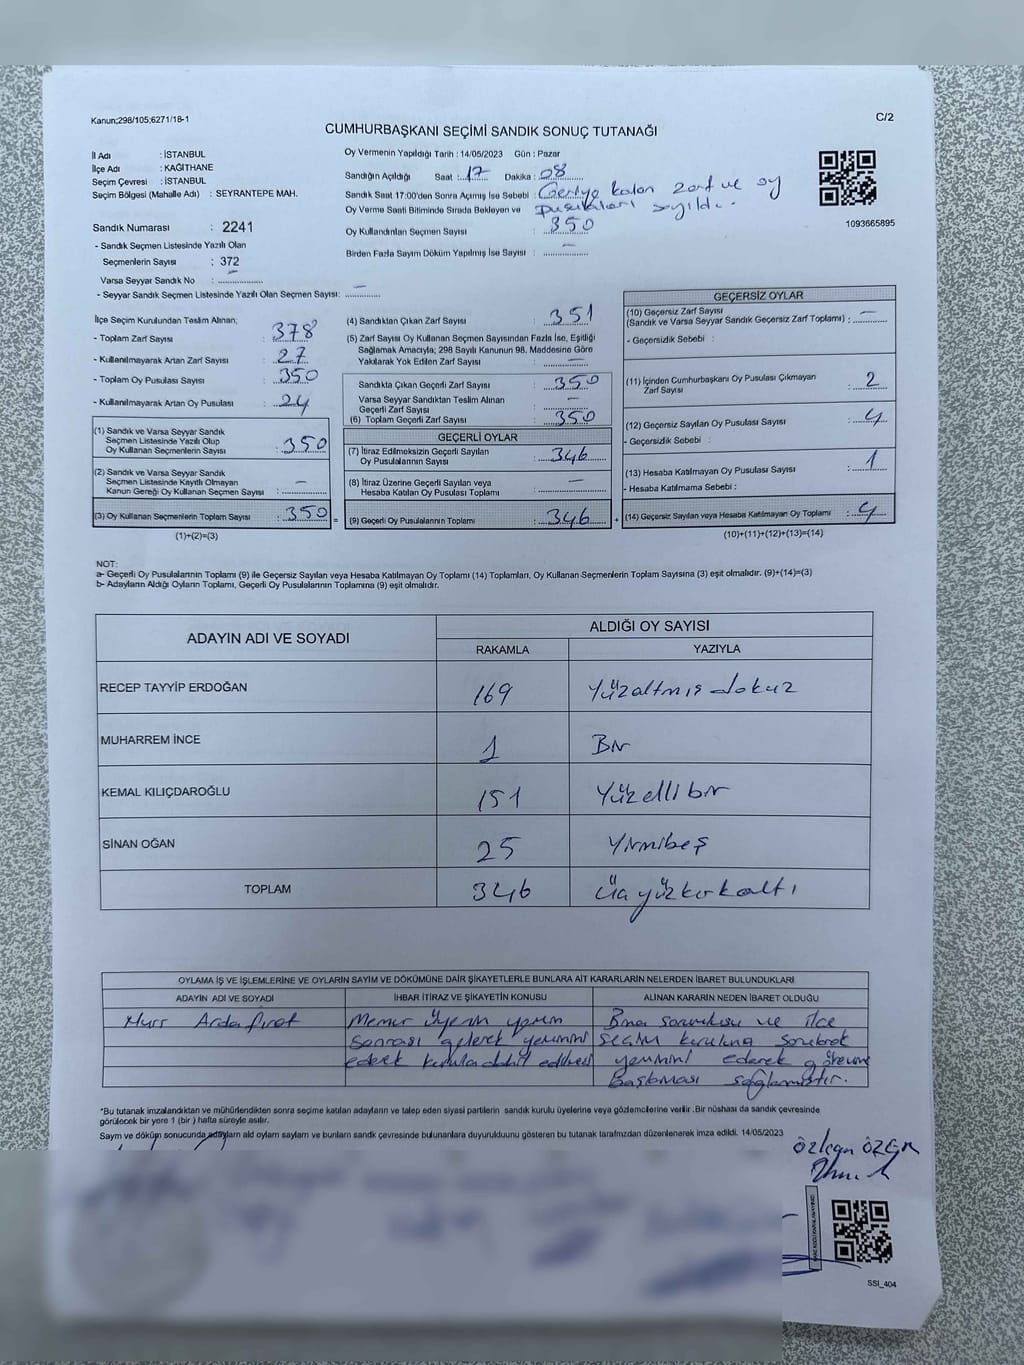 Kanun;298/105;6271/18-1
C/2
CUMHURBAŞKANI SEÇİMİ SANDIK SONUÇ TUTANAĞI
İl Adı : İSTANBUL
İlçe Adı : KAĞITHANE
Seçim Çevresi : İSTANBUL
Seçim Bölgesi (Mahalle Adı) : SEYRANTEPE MAH.
Sandık Numarası : 2241
- Sandık Seçmen Listesinde Yazılı Olan
Seçmenlerin Sayısı : 372
Varsa Seyyar Sandık No : –
- Seyyar Sandık Seçmen Listesinde Yazılı Olan Seçmen Sayısı: –
Oy Vermenin Yapıldığı Tarih : 14/05/2023 Gün : Pazar
Sandığın Açıldığı Saat : 17 Dakika : 08
Sandık Saat 17:00'den Sonra Açımış İse Sebebi : Geriye kalan zarf ve oy
Oy Verme Saati Bitiminde Sırada Bekleyen ve pusulaları sayıldı.
Oy Kullandırılan Seçmen Sayısı : 350
Birden Fazla Sayım Döküm Yapılmış İse Sayısı : –
1093665895
İlçe Seçim Kurulundan Teslim Alınan;
- Toplam Zarf Sayısı : 378
- Kullanılmayarak Artan Zarf Sayısı : 27
- Toplam Oy Pusulası Sayısı : 350
- Kullanılmayarak Artan Oy Pusulası : 24
(1) Sandık ve Varsa Seyyar Sandık
Seçmen Listesinde Yazılı Olup
Oy Kullanan Seçmenlerin Sayısı : 350
(2) Sandık ve Varsa Seyyar Sandık
Seçmen Listesinde Kayıtlı Olmayan
Kanun Gereği Oy Kullanan Seçmen Sayısı : –
(3) Oy Kullanan Seçmenlerin Toplam Sayısı : 350 =
(1)+(2)=(3)
(4) Sandıktan Çıkan Zarf Sayısı : 351
(5) Zarf Sayısı Oy Kullanan Seçmen Sayısından Fazla İse, Eşitliği
Sağlamak Amacıyla; 298 Sayılı Kanunun 98. Maddesine Göre
Yakılarak Yok Edilen Zarf Sayısı : –
Sandıkta Çıkan Geçerli Zarf Sayısı : 350
Varsa Seyyar Sandıktan Teslim Alınan
Geçerli Zarf Sayısı : –
(6) Toplam Geçerli Zarf Sayısı : 350
GEÇERLİ OYLAR
(7) İtiraz Edilmeksizin Geçerli Sayılan
Oy Pusulalarının Sayısı : 346
(8) İtiraz Üzerine Geçerli Sayılan veya
Hesaba Katılan Oy Pusulası Toplamı : –
(9) Geçerli Oy Pusulalarının Toplamı : 346 +
GEÇERSİZ OYLAR
(10) Geçersiz Zarf Sayısı
(Sandık ve Varsa Seyyar Sandık Geçersiz Zarf Toplamı) : –
- Geçersizlik Sebebi :
(11) İçinden Cumhurbaşkanı Oy Pusulası Çıkmayan
Zarf Sayısı : 2
(12) Geçersiz Sayılan Oy Pusulası Sayısı : 4
- Geçersizlik Sebebi :
(13) Hesaba Katılmayan Oy Pusulası Sayısı : 1
- Hesaba Katılmama Sebebi :
(14) Geçersiz Sayılan veya Hesaba Katılmayan Oy Toplamı : 4
(10)+(11)+(12)+(13)=(14)
NOT:
a- Geçerli Oy Pusulalarının Toplamı (9) ile Geçersiz Sayılan veya Hesaba Katılmayan Oy Toplamı (14) Toplamları, Oy Kullanan Seçmenlerin Toplam Sayısına (3) eşit olmalıdır. (9)+(14)=(3)
b- Adayların Aldığı Oyların Toplamı, Geçerli Oy Pusulalarının Toplamına (9) eşit olmalıdır.
ADAYIN ADI VE SOYADI
ALDIĞI OY SAYISI
RAKAMLA YAZIYLA
RECEP TAYYİP ERDOĞAN 169 Yüzaltmış dokuz
MUHARREM İNCE 1 Bir
KEMAL KILIÇDAROĞLU 151 Yüzelli bir
SİNAN OĞAN 25 Yirmibeş
TOPLAM 346 Üçyüzkırkaltı
OYLAMA İŞ VE İŞLEMLERİNE VE OYLARIN SAYIM VE DÖKÜMÜNE DAİR ŞİKAYETLERLE BUNLARA AİT KARARLARIN NELERDEN İBARET BULUNDUKLARI
ADAYIN ADI VE SOYADI İHBAR İTİRAZ VE ŞİKAYETİN KONUSU ALINAN KARARIN NEDEN İBARET OLDUĞU
Arda Fırat Memur Üyenin yemin Bina sorumlusu ve ilçe
sonrası gelerek yeminini seçim kuruluna sorularak
ederek kurula dahil edilmesi yeminini ederek göreve
Başlaması sağlanmıştır.
*Bu tutanak imzalandıktan ve mühürlendikten sonra seçime katılan adayların ve talep eden siyasi partilerin sandık kurulu üyelerine veya gözlemcilerine verilir .Bir nüshası da sandık çevresinde
görülecek bir yere 1 (bir ) hafta süreyle asılır.
Sayım ve döküm sonucunda adayların ald oyların sayların ve bunların sandik çevresinde bulunanlara duyurulduunu gösteren bu tutanak tarafmzdan düzenlenerek imza edildi. 14/05/2023
ÖZkan ÖZER
SSI_404